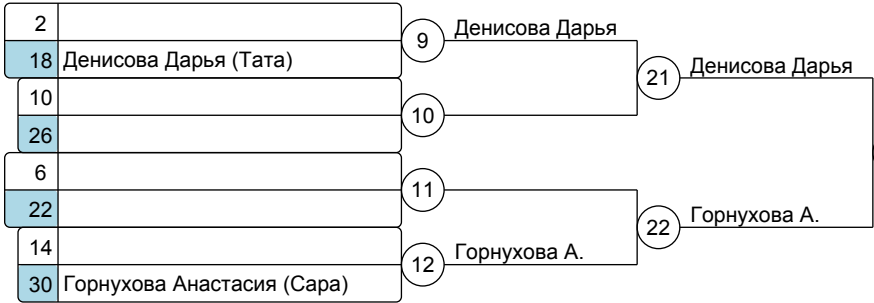 2
18 Денисова Дарья (Тата)
9 Денисова Дарья
21 Денисова Дарья
10
26
10
6
22
11
22 Горнухова А.
14
30 Горнухова Анастасия (Сара)
12 Горнухова А.